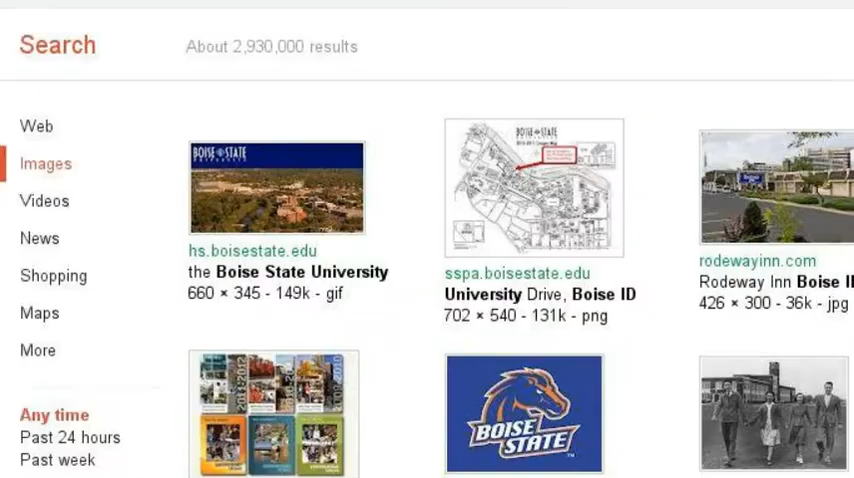 Search
About 2,930,000 results
Web
Images
Videos
News
Shopping
Maps
More
Any time
Past 24 hours
Past week
BOISE STATE
UNIVERSITY
hs.boisestate.edu
the Boise State University
660 × 345 - 149k - gif
BOISE STATE
sspa.boisestate.edu
University Drive, Boise ID
702 × 540 - 131k - png
rodewayinn.com
Rodeway Inn Boise I
426 × 300 - 36k - jpg
BOISE
STATE
TM